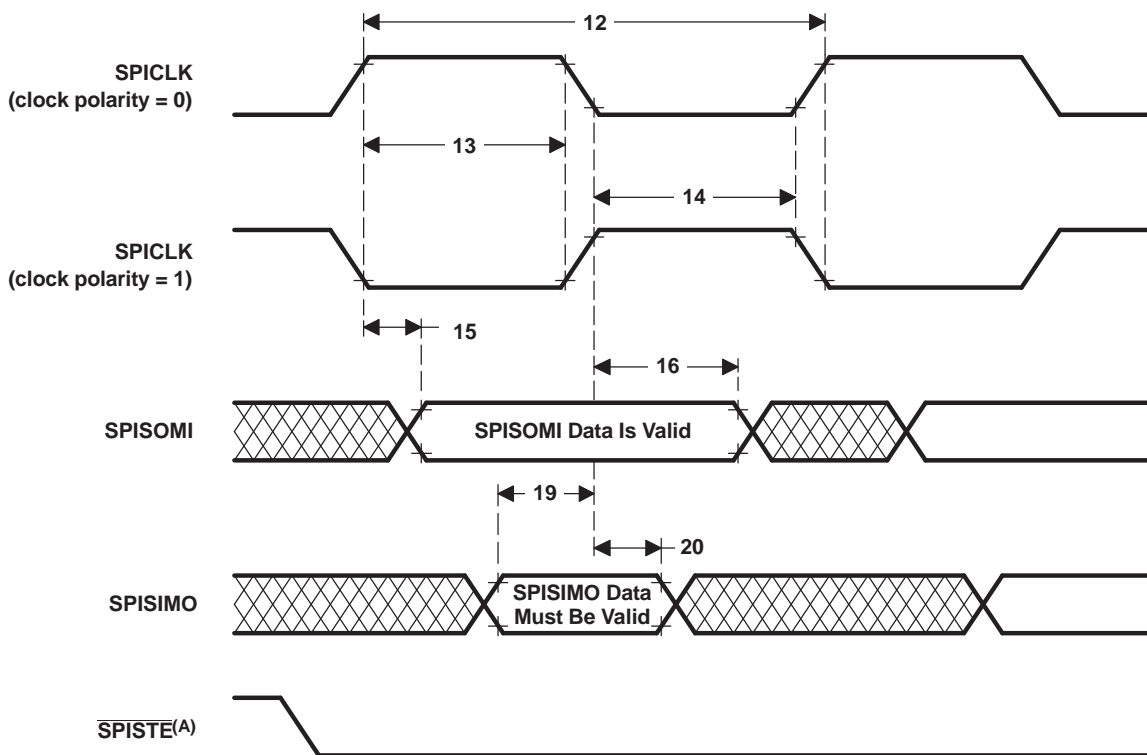 12
SPICLK
(clock polarity = 0)
13
14
SPICLK
(clock polarity = 1)
15
16
SPISOMI
SPISOMI Data Is Valid
19
20
SPISIMO
SPISIMO Data
Must Be Valid
SPISTE(A)